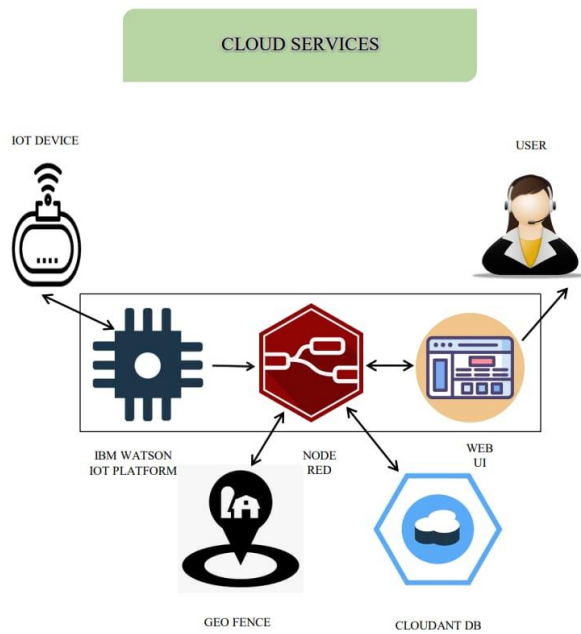 CLOUD SERVICES
IOT DEVICE
USER
IBM WATSON
IOT PLATFORM
NODE
RED
WEB
UI
GEO FENCE
CLOUDANT DB